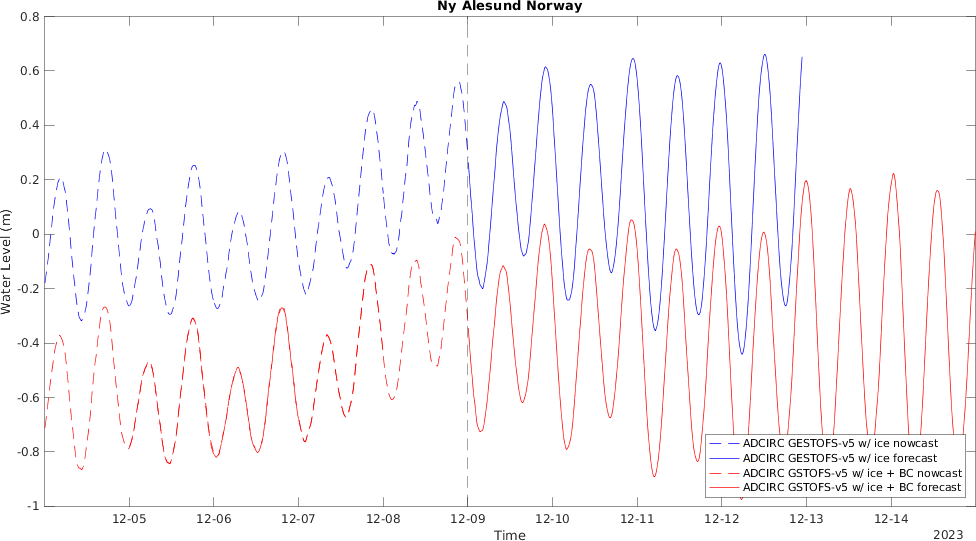 Ny Alesund Norway
0.8
0.6
0.4
0.2
0
-0.2
-0.4
-0.6
-0.8
-1
Water Level (m)
12-05 12-06 12-07 12-08 12-09 12-10 12-11 12-12 12-13 12-14
Time
2023
ADCIRC GESTOFS-v5 w/ ice nowcast
ADCIRC GESTOFS-v5 w/ ice forecast
ADCIRC GSTOFS-v5 w/ ice + BC nowcast
ADCIRC GSTOFS-v5 w/ ice + BC forecast